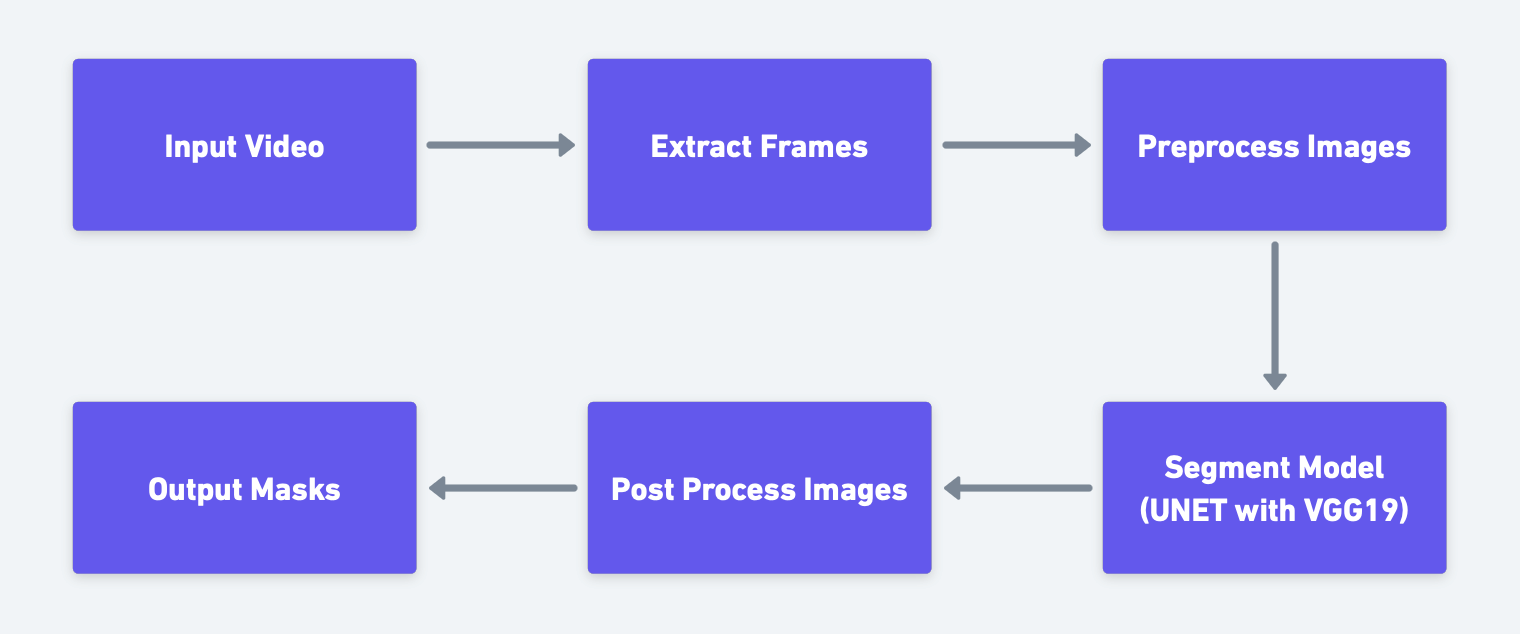 Input Video
Extract Frames
Preprocess Images
Segment Model
(UNET with VGG19)
Post Process Images
Output Masks